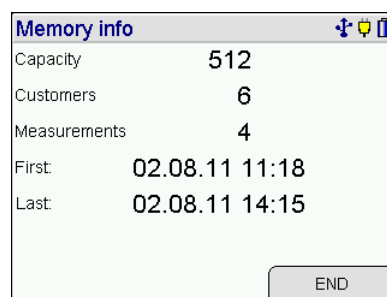 Memory info
Capacity 512
Customers 6
Measurements 4
First: 02.08.11 11:18
Last: 02.08.11 14:15
END